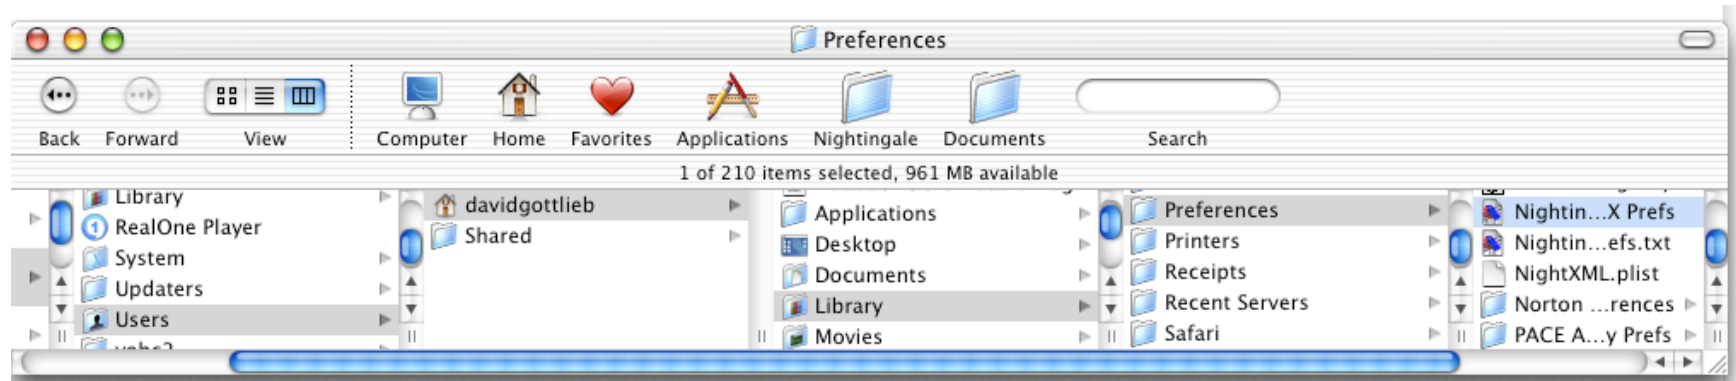 Preferences
Back Forward View Computer Home Favorites Applications Nightingale Documents Search
1 of 210 items selected, 961 MB available
Library
RealOne Player
System
Updaters
Users
davidgottlieb
Shared
Applications
Desktop
Documents
Library
Movies
Preferences
Printers
Receipts
Recent Servers
Safari
Nightin...X Prefs
Nightin...efs.txt
NightXML.plist
Norton ...rences
PACE A...y Prefs